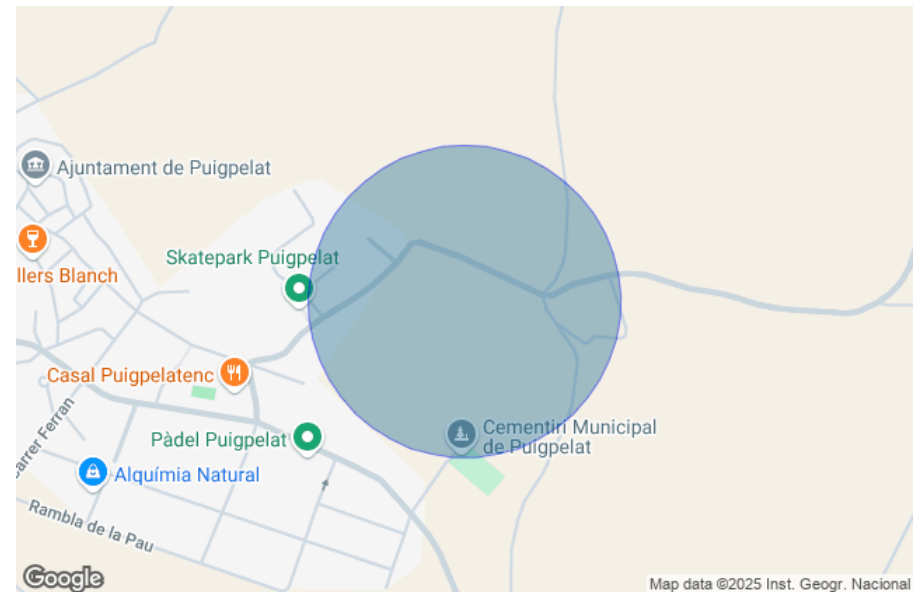 Ajuntament de Puigpelat
llers Blanch
Skatepark Puigpelat
Casal Puigpelatenc
Carrer Ferran
Pàdel Puigpelat
Cementiri Municipal
de Puigpelat
Alquímia Natural
Rambla de la Pau
Google
Map data ©2025 Inst. Geogr. Nacional